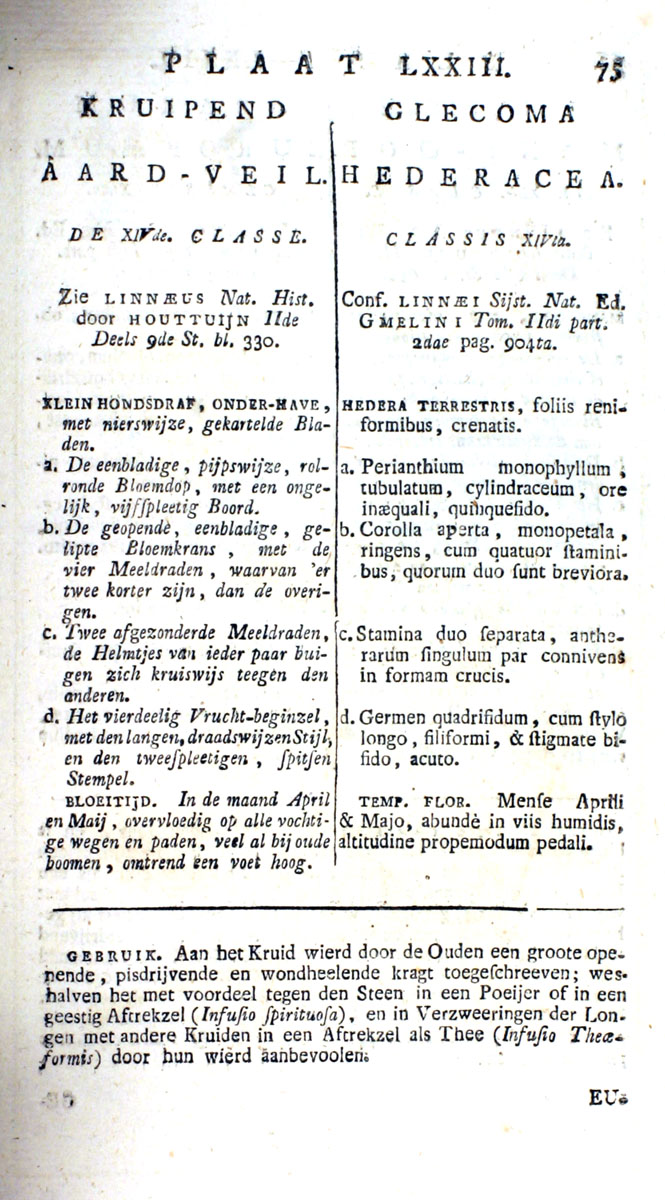 PLAAT LXXIII. 75
KRUIPEND
AARD-VEIL.
DE XIVde. CLASSE.
Zie LINNÆUS Nat. Hist.
door HOUTTUIJN IIde
Deels 9de St. bl. 330.
KLEIN HONDSDRAF, ONDER-HAVE,
met nierswijze, gekartelde Bla-
den.
a. De eenbladige, pijpswijze, rol-
ronde Bloemdop, met een onge-
lijk, vijfſpleetig Boord.
b. De geopende, eenbladige, ge-
lipte Bloemkrans, met de
vier Meeldraden, waarvan 'er
twee korter zijn, dan de overi-
gen.
c. Twee afgezonderde Meeldraden,
de Helmtjes van ieder paar bui-
gen zich kruiswijs teegen den
anderen.
d. Het vierdeelig Vrucht-beginzel,
met den langen, draadswijzen Stijl,
en den tweeſpleetigen, ſpitſen
Stempel.
BLOEITIJD. In de maand April
en Maij, overvloedig op alle vochti-
ge wegen en paden, veel al bij oude
boomen, omtrend een voet hoog.
GLECOMA
HEDERACEA.
CLASSIS XIVta.
Conf. LINNÆI Sijst. Nat. Ed.
GMELINI Tom. IIdi part.
2dae pag. 904ta.
HEDERA TERRESTRIS, foliis reni-
formibus, crenatis.
a. Perianthium monophyllum,
tubulatum, cylindraceum, ore
inæquali, quinquefido.
b. Corolla aperta, monopetala,
ringens, cum quatuor ſtamini-
bus, quorum duo ſunt breviora.
c. Stamina duo ſeparata, anthe-
rarum ſingulum par connivens
in formam crucis.
d. Germen quadrifidum, cum ſtylo
longo, filiformi, & ſtigmate bi-
fido, acuto.
TEMP. FLOR. Menſe Aprili
& Majo, abunde in viis humidis,
altitudine propemodum pedali.
GEBRUIK. Aan het Kruid wierd door de Ouden een groote ope-
nende, pisdrijvende en wondheelende kragt toegeſchreeven; wes-
halven het met voordeel tegen den Steen in een Poeijer of in een
geestig Aftrekzel (Infuſio ſpirituoſa), en in Verzweeringen der Lon-
gen met andere Kruiden in een Aftrekzel als Thee (Infuſio Theæ-
formis) door hun wierd aanbevoolen.
EU-